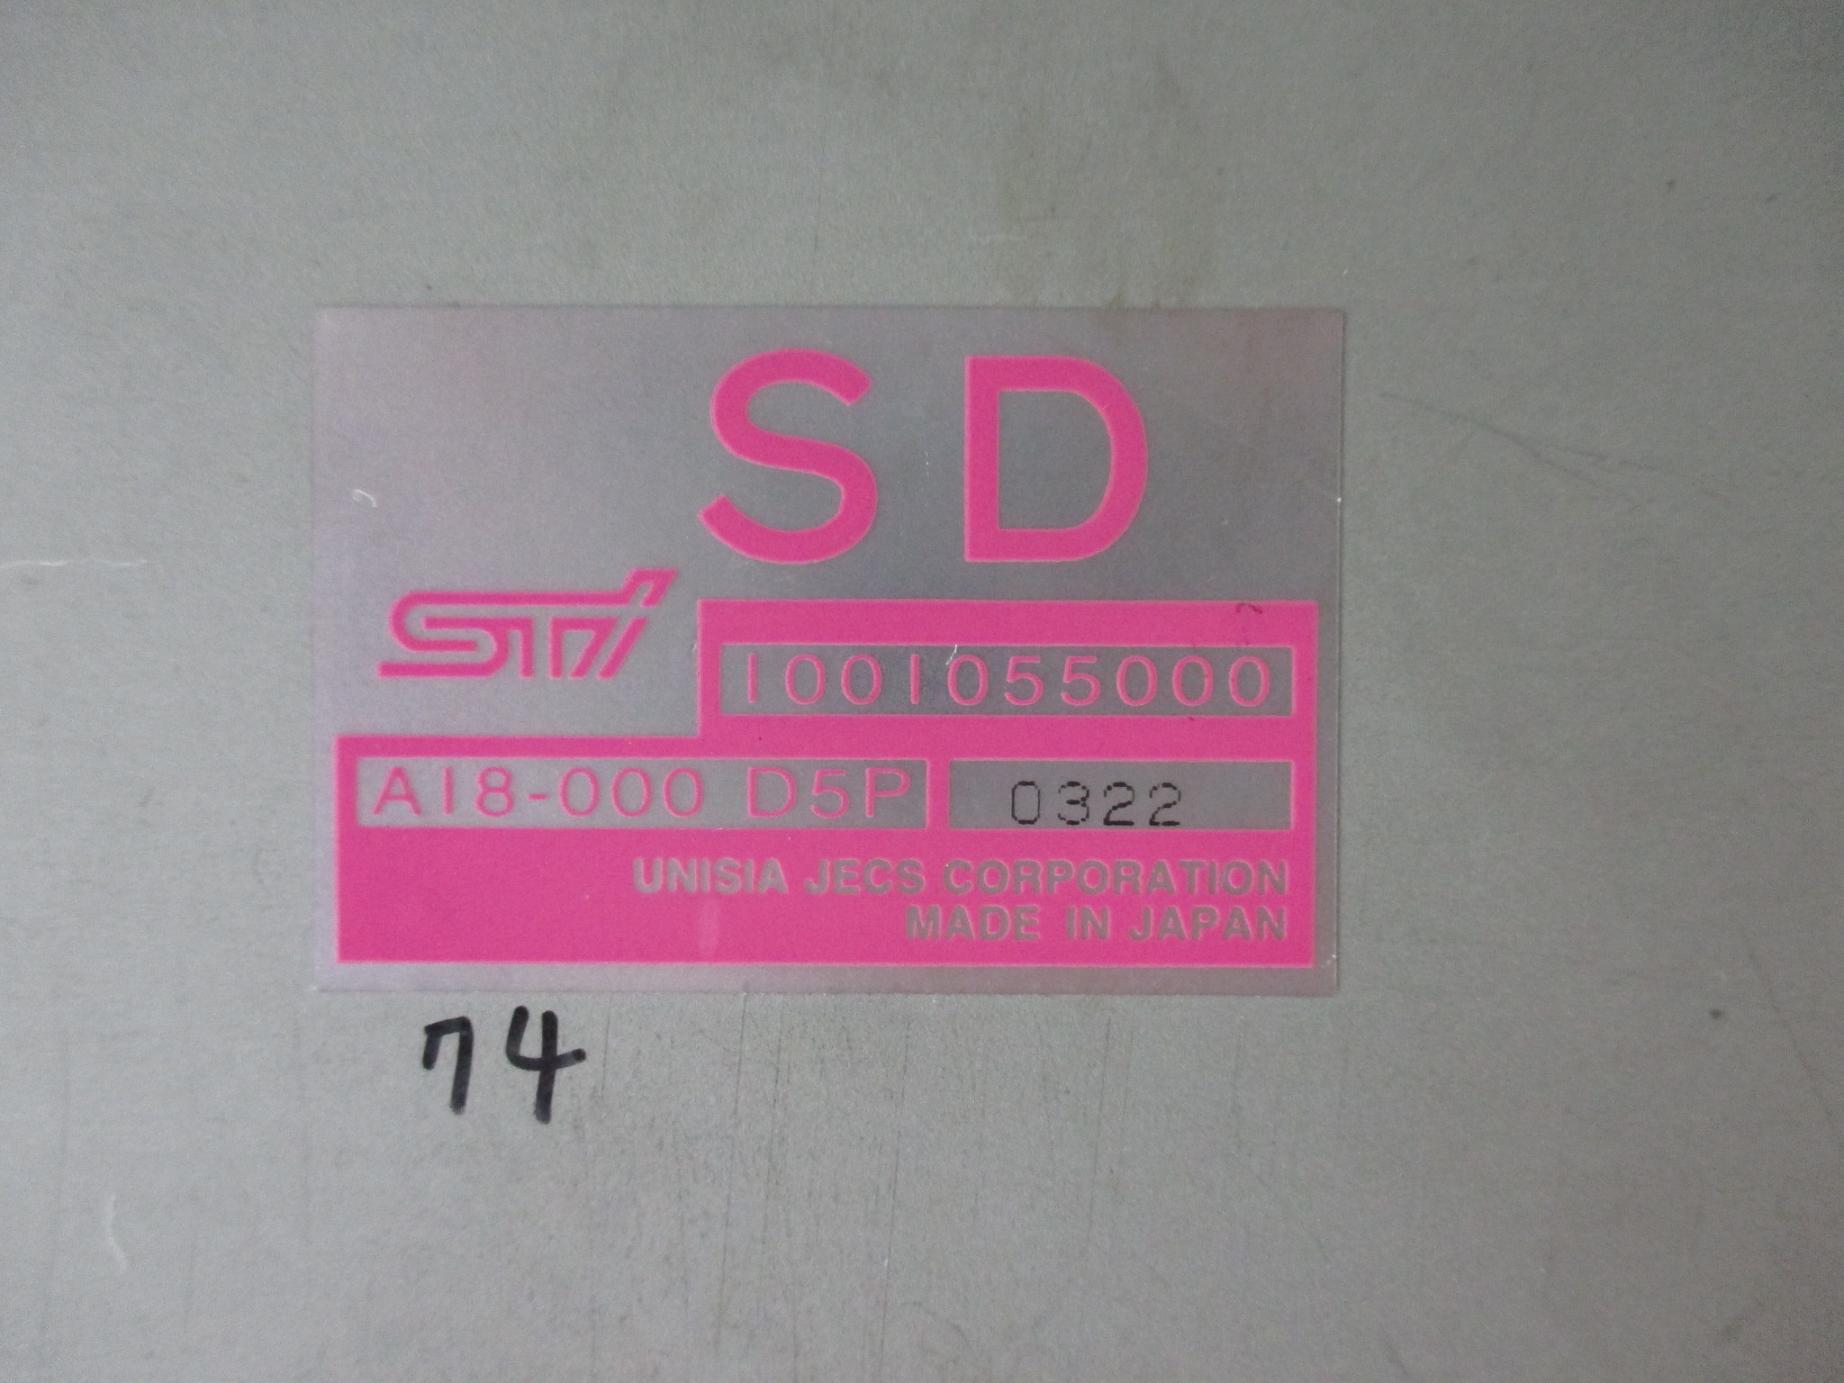 SD
STi
1001055000
A18-000 D5P 0322
UNISIA JECS CORPORATION
MADE IN JAPAN
74